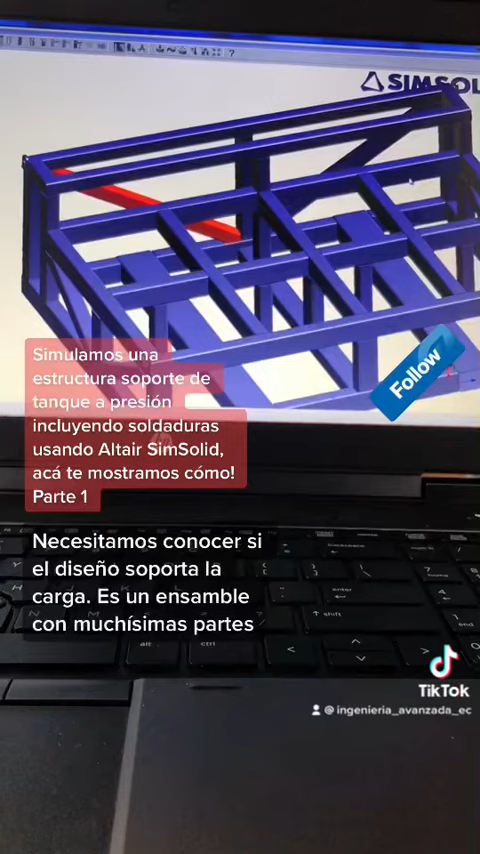 SIMSOL
Follow
Simulamos una
estructura soporte de
tanque a presión
incluyendo soldaduras
usando Altair SimSolid,
acá te mostramos cómo!
Parte 1
Necesitamos conocer si
el diseño soporta la
carga. Es un ensamble
con muchísimas partes
enter
shift
alt
ctrl
end
TikTok
@ingenieria_avanzada_ec